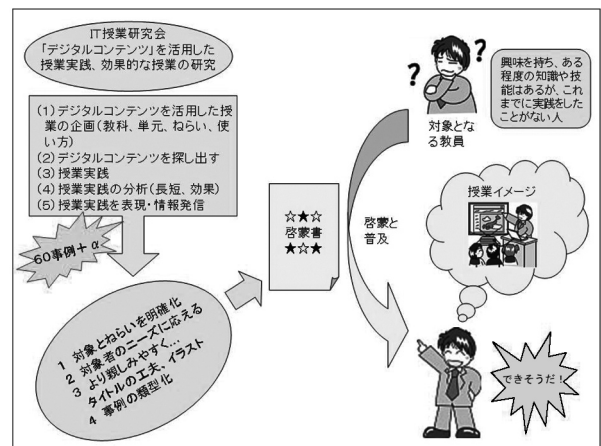 IT授業研究会
「デジタルコンテンツ」を活用した
授業実践、効果的な授業の研究
(1)デジタルコンテンツを活用した授
業の企画(教科、単元、ねらい、使
い方)
(2)デジタルコンテンツを探し出す
(3)授業実践
(4)授業実践の分析(長短、効果)
(5)授業実践を表現・情報発信
60事例+α
1 対象とねらいを明確化
2 対象者のニーズに応える
3 より親しみやすく…
タイトルの工夫、イラスト
4 事例の類型化
☆★☆
啓蒙書
★☆★
?
?
対象とな
る教員
興味を持ち、ある
程度の知識や技
能はあるが、これ
までに実践をした
ことがない人
啓蒙と
普及
授業イメージ
できそうだ!